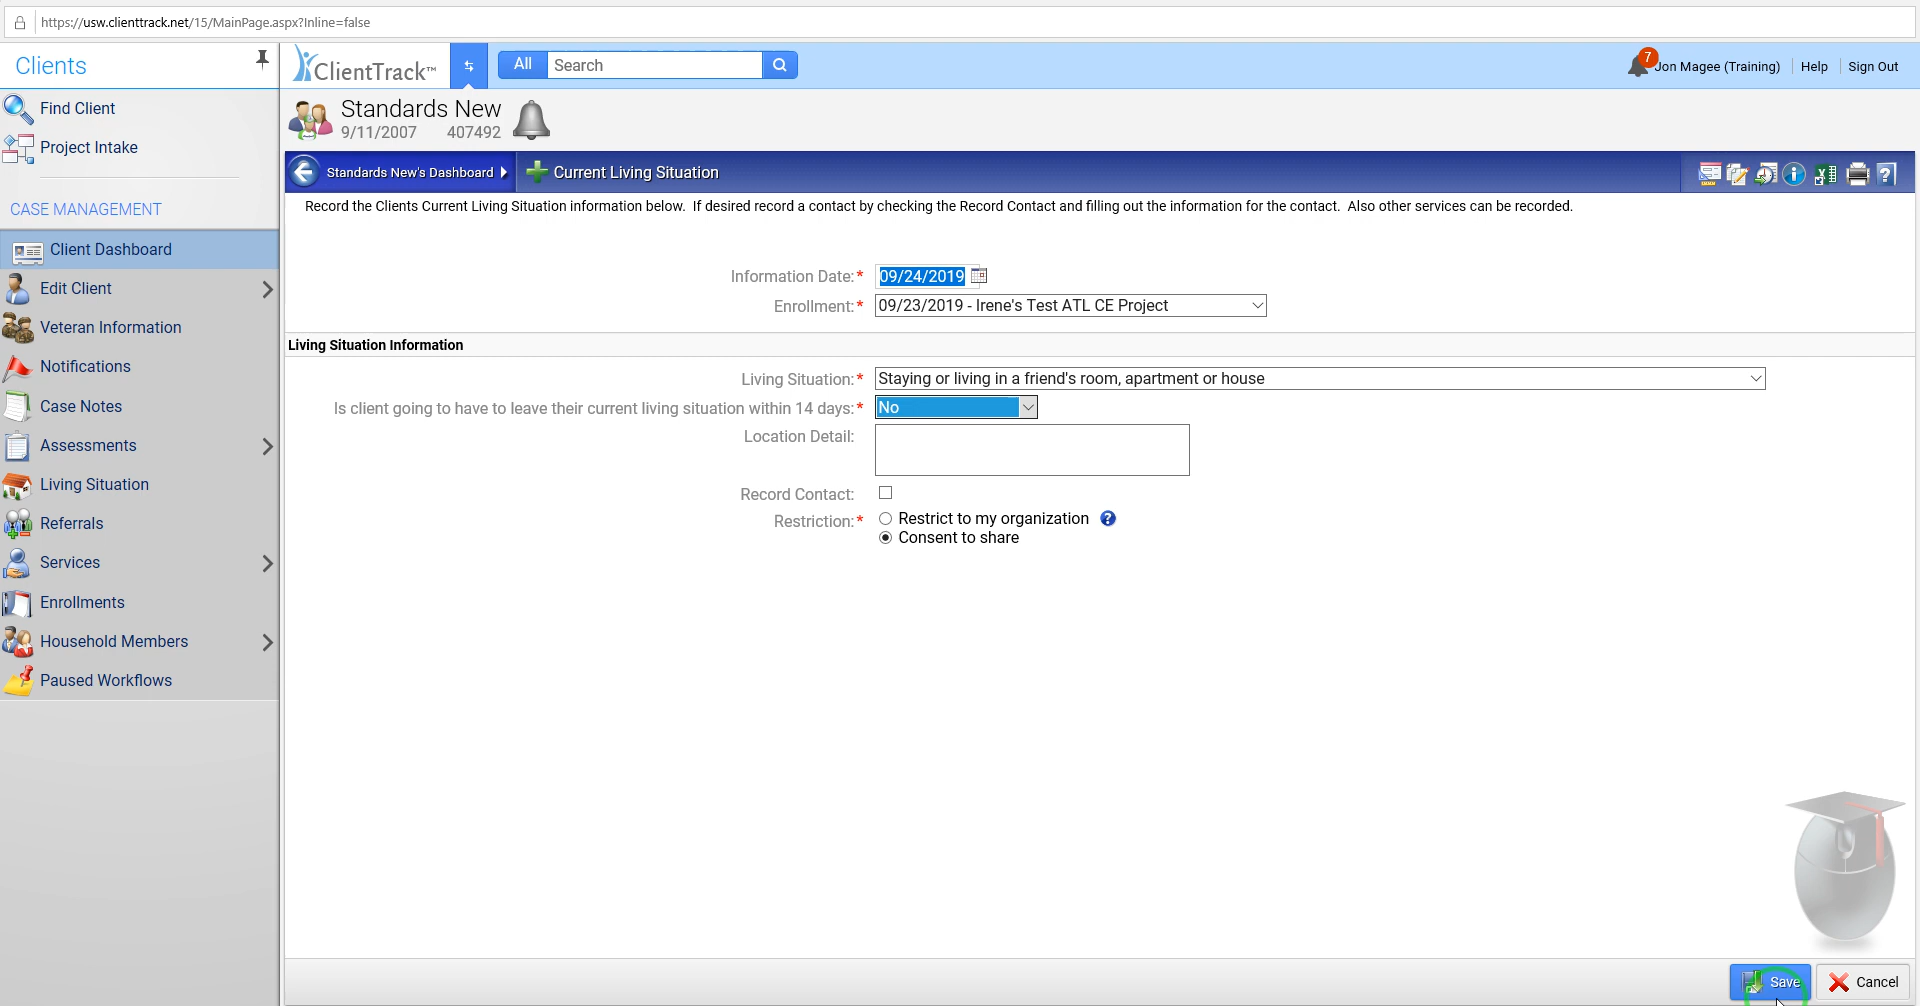 https://usw.clienttrack.net/15/MainPage.aspx?Inline=false
Clients
ClientTrack™
All
Search
7
Jon Magee (Training)
Help
Sign Out
Find Client
Project Intake
CASE MANAGEMENT
Client Dashboard
Edit Client
Veteran Information
Notifications
Case Notes
Assessments
Living Situation
Referrals
Services
Enrollments
Household Members
Paused Workflows
Standards New
9/11/2007 407492
Standards New's Dashboard
Current Living Situation
Record the Clients Current Living Situation information below. If desired record a contact by checking the Record Contact and filling out the information for the contact. Also other services can be recorded.
Information Date:* 09/24/2019
Enrollment:* 09/23/2019 - Irene's Test ATL CE Project
Living Situation Information
Living Situation:* Staying or living in a friend's room, apartment or house
Is client going to have to leave their current living situation within 14 days:* No
Location Detail:
Record Contact:
Restriction:* Restrict to my organization
Consent to share
Save
Cancel